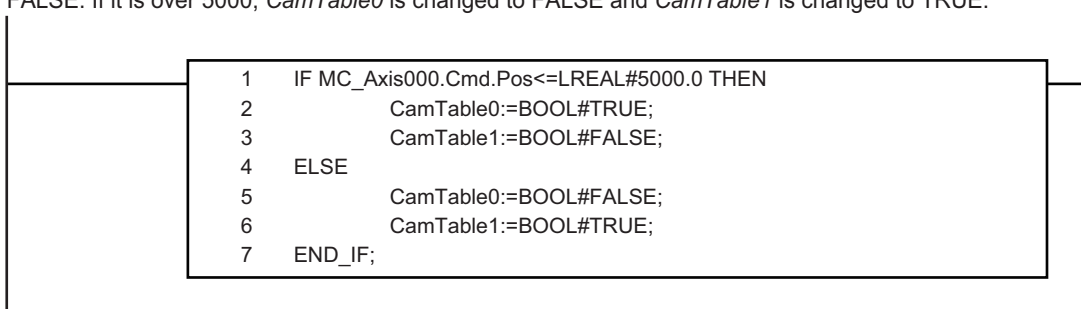 FALSE. If it is over 5000, CamTable0 is changed to FALSE and CamTable1 is changed to TRUE.
1 IF MC_Axis000.Cmd.Pos<=LREAL#5000.0 THEN
2 CamTable0:=BOOL#TRUE;
3 CamTable1:=BOOL#FALSE;
4 ELSE
5 CamTable0:=BOOL#FALSE;
6 CamTable1:=BOOL#TRUE;
7 END_IF;